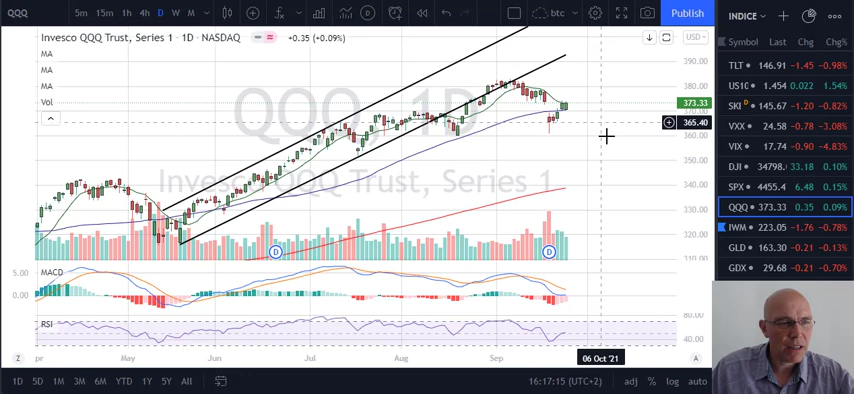 QQQ 5m 15m 1h 4h D W M btc Publish INDICE
Invesco QQQ Trust, Series 1 · 1D · NASDAQ +0.35 (+0.09%) USD
MA
MA
MA
MA
Vol
QQQ, 1D
Invesco QQQ Trust, Series 1
390.00
380.00
373.33
370.00
365.40
360.00
350.00
340.00
330.00
320.00
310.00
D D
MACD
5.00
0.00
RSI
80.00
40.00
Z pr May Jun Jul Aug Sep 06 Oct '21 A
1D 5D 1M 3M 6M YTD 1Y 5Y All 16:17:15 (UTC+2) adj % log auto
Symbol Last Chg Chg%
TLT 146.91 -1.45 -0.98%
US10 1.454 0.022 1.54%
SKI D 145.67 -1.20 -0.82%
VXX 24.58 -0.78 -3.08%
VIX 17.74 -0.90 -4.83%
DJI 34798. 33.18 0.10%
SPX 4455.4 6.48 0.15%
QQQ 373.33 0.35 0.09%
IWM 223.05 -1.76 -0.78%
GLD 163.30 -0.21 -0.13%
GDX 29.68 -0.21 -0.70%